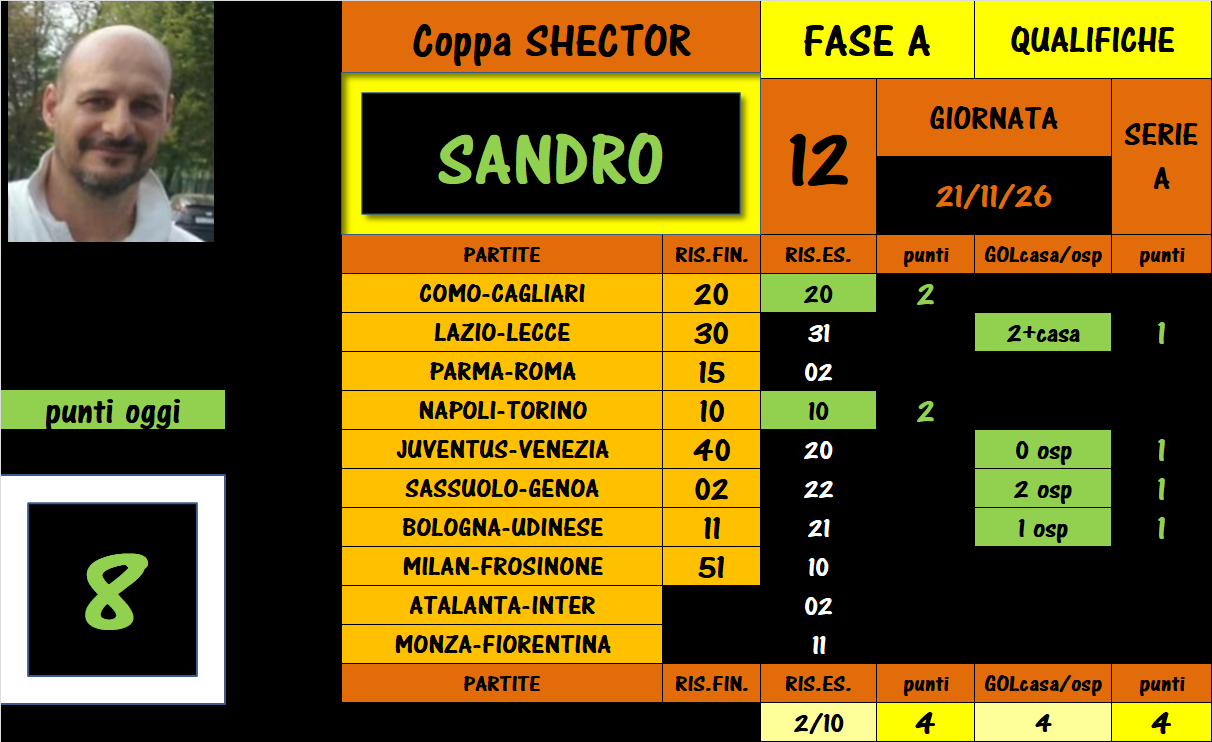 Coppa SHECTOR FASE A QUALIFICHE
SANDRO 12 GIORNATA SERIE A
21/11/26
PARTITE RIS.FIN. RIS.ES. punti GOLcasa/osp punti
COMO-CAGLIARI 20 20 2
LAZIO-LECCE 30 31 2+casa 1
PARMA-ROMA 15 02
NAPOLI-TORINO 10 10 2
punti oggi
JUVENTUS-VENEZIA 40 20 0 osp 1
SASSUOLO-GENOA 02 22 2 osp 1
BOLOGNA-UDINESE 11 21 1 osp 1
MILAN-FROSINONE 51 10
8
ATALANTA-INTER 02
MONZA-FIORENTINA 11
PARTITE RIS.FIN. RIS.ES. punti GOLcasa/osp punti
2/10 4 4 4